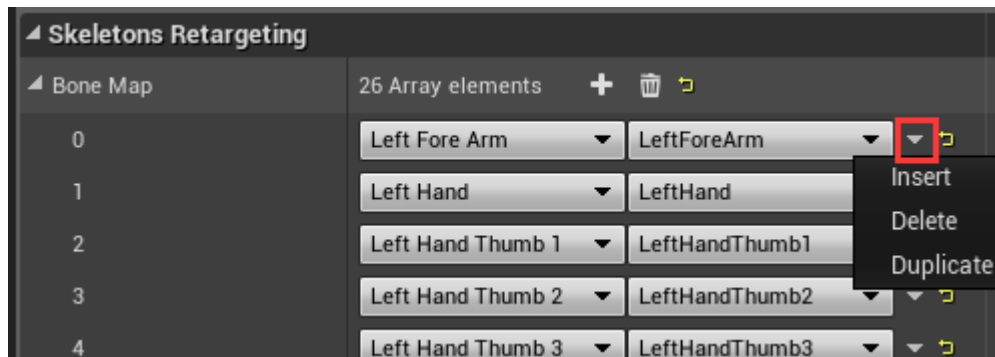 Skeletons Retargeting
Bone Map 26 Array elements
0 Left Fore Arm LeftForeArm
Insert
1 Left Hand LeftHand
Delete
2 Left Hand Thumb 1 LeftHandThumb1
Duplicate
3 Left Hand Thumb 2 LeftHandThumb2
4 Left Hand Thumb 3 LeftHandThumb3